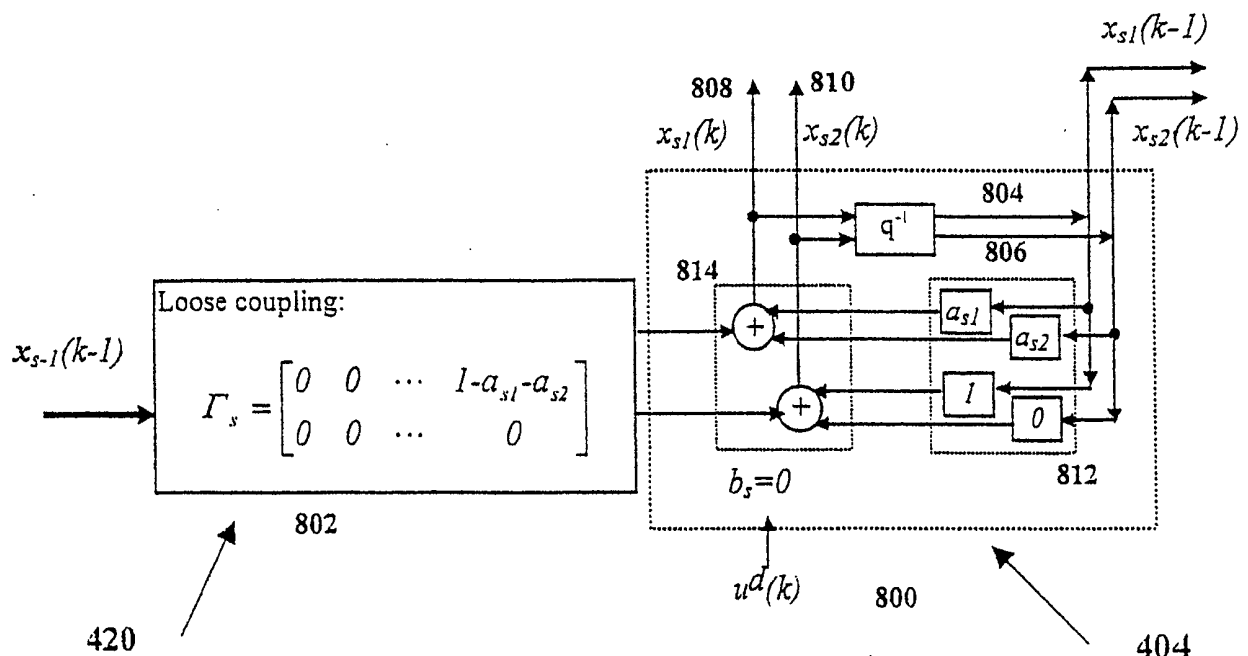 x_{s1}(k-1)
808
810
x_{s1}(k)
x_{s2}(k)
x_{s2}(k-1)
804
q^{-1}
806
814
Loose coupling:
a_{s1}
a_{s2}
x_{s-1}(k-1)
Γ_s = [0 0 ... 1-a_{s1}-a_{s2}
0 0 ... 0]
+
+
1
0
b_s=0
812
802
u^d(k)
800
420
404